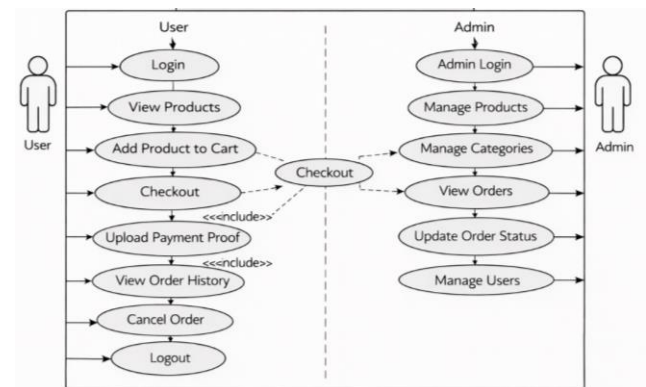 User
Admin
Login
View Products
Add Product to Cart
Checkout
<<<nclude>>
Upload Payment Proof
<<<nclude>>
View Order History
Cancel Order
Logout
Checkout
Admin Login
Manage Products
Manage Categories
View Orders
Update Order Status
Manage Users
User
Admin